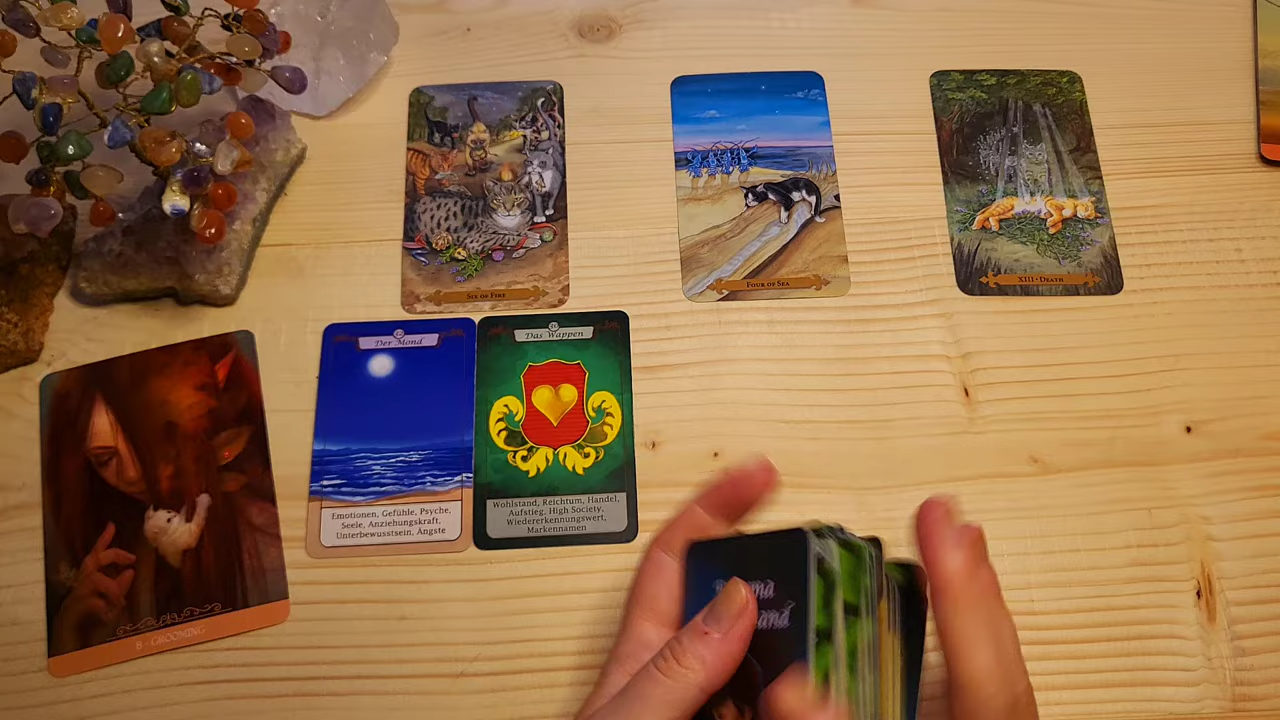 SIX OF FIRE
FOUR OF SEA
XIII • DEATH
Der Mond
Emotionen, Gefühle, Psyche,
Seele, Anziehungskraft,
Unterbewusstsein, Ängste
Das Wappen
Wohlstand, Reichtum, Handel,
Aufstieg, High Society,
Wiedererkennungswert,
Markennamen
8 - GROOMING